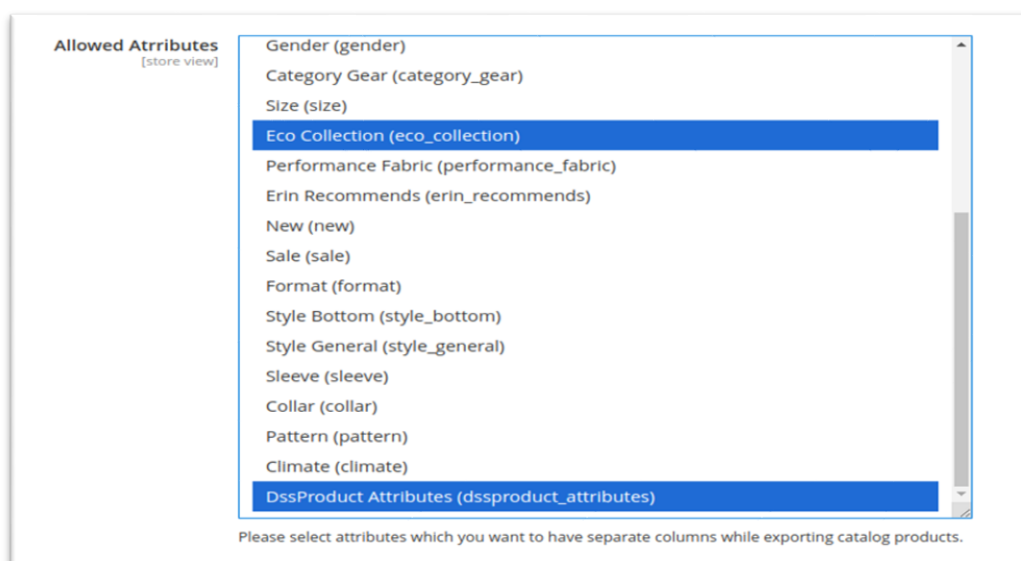 Allowed Atrributes
[store view]
Gender (gender)
Category Gear (category_gear)
Size (size)
Eco Collection (eco_collection)
Performance Fabric (performance_fabric)
Erin Recommends (erin_recommends)
New (new)
Sale (sale)
Format (format)
Style Bottom (style_bottom)
Style General (style_general)
Sleeve (sleeve)
Collar (collar)
Pattern (pattern)
Climate (climate)
DssProduct Attributes (dssproduct_attributes)
Please select attributes which you want to have separate columns while exporting catalog products.